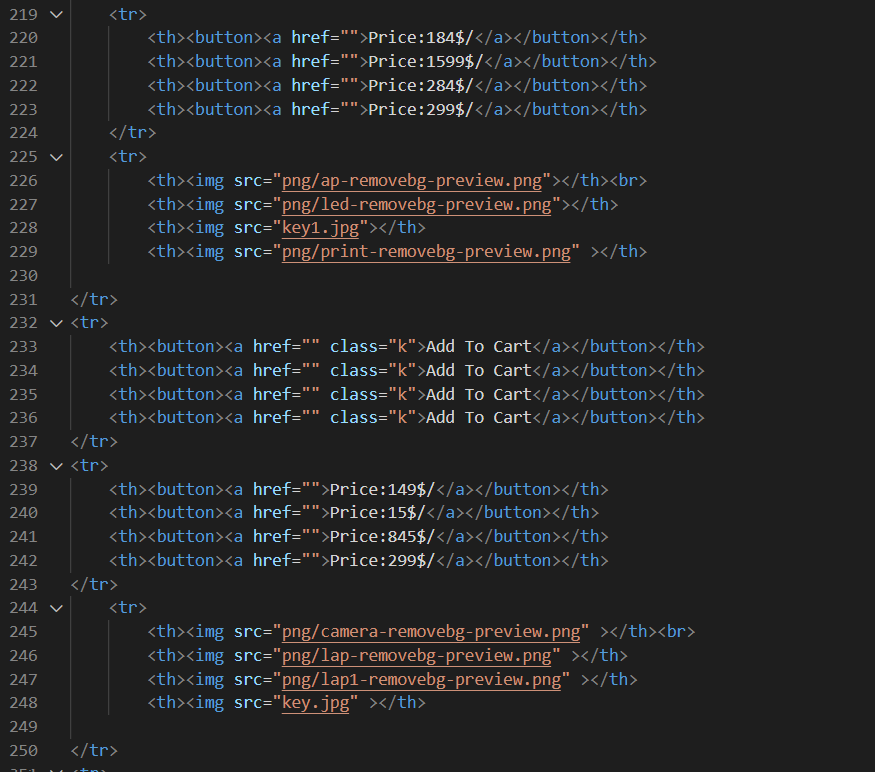 219 <tr>
220 <th><button><a href="">Price:184$/</a></button></th>
221 <th><button><a href="">Price:1599$/</a></button></th>
222 <th><button><a href="">Price:284$/</a></button></th>
223 <th><button><a href="">Price:299$/</a></button></th>
224 </tr>
225 <tr>
226 <th><img src="png/ap-removebg-preview.png"></th><br>
227 <th><img src="png/led-removebg-preview.png"></th>
228 <th><img src="key1.jpg"></th>
229 <th><img src="png/print-removebg-preview.png" ></th>
230
231 </tr>
232 <tr>
233 <th><button><a href="" class="k">Add To Cart</a></button></th>
234 <th><button><a href="" class="k">Add To Cart</a></button></th>
235 <th><button><a href="" class="k">Add To Cart</a></button></th>
236 <th><button><a href="" class="k">Add To Cart</a></button></th>
237 </tr>
238 <tr>
239 <th><button><a href="">Price:149$/</a></button></th>
240 <th><button><a href="">Price:15$/</a></button></th>
241 <th><button><a href="">Price:845$/</a></button></th>
242 <th><button><a href="">Price:299$/</a></button></th>
243 </tr>
244 <tr>
245 <th><img src="png/camera-removebg-preview.png" ></th><br>
246 <th><img src="png/lap-removebg-preview.png" ></th>
247 <th><img src="png/lap1-removebg-preview.png" ></th>
248 <th><img src="key.jpg" ></th>
249
250 </tr>